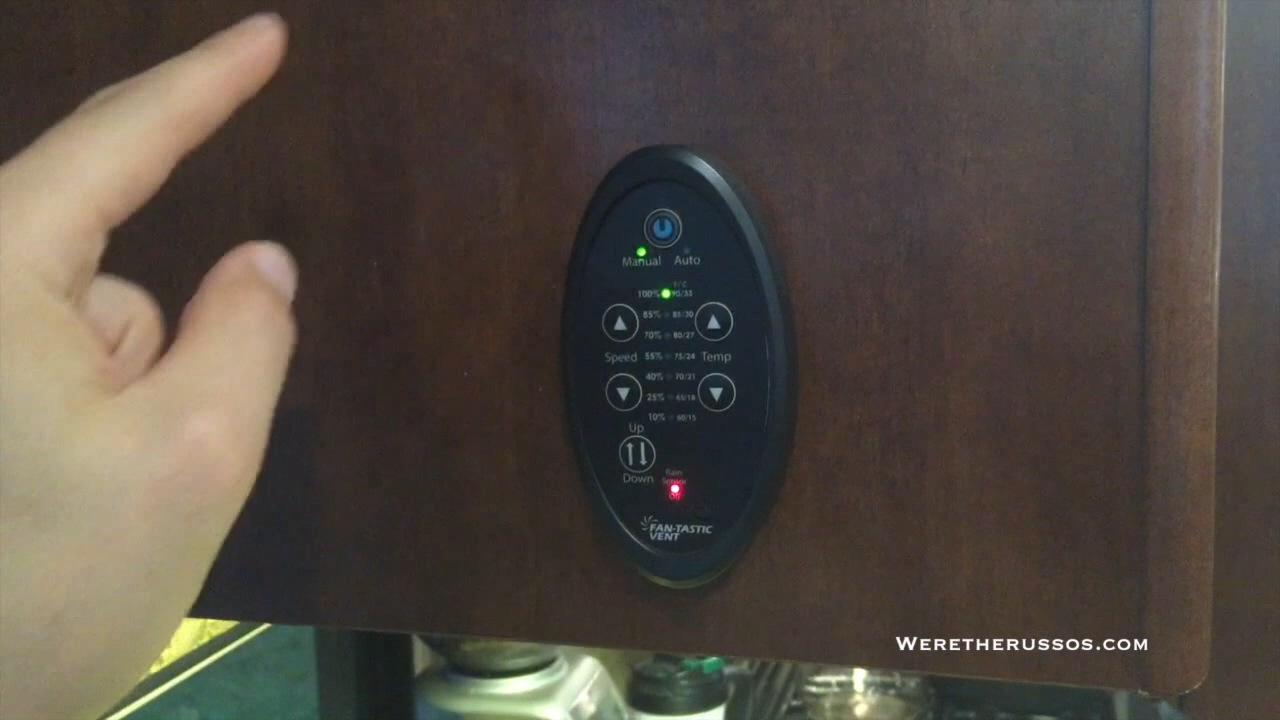 Manual Auto
°F/°C
100% 90/33
85% 85/30
70% 80/27
Speed 55% 75/24 Temp
40% 70/21
25% 65/18
10% 60/15
Up
Down
Rain
Sensor
Off
FAN-TASTIC
VENT
WERETHERUSSOS.COM